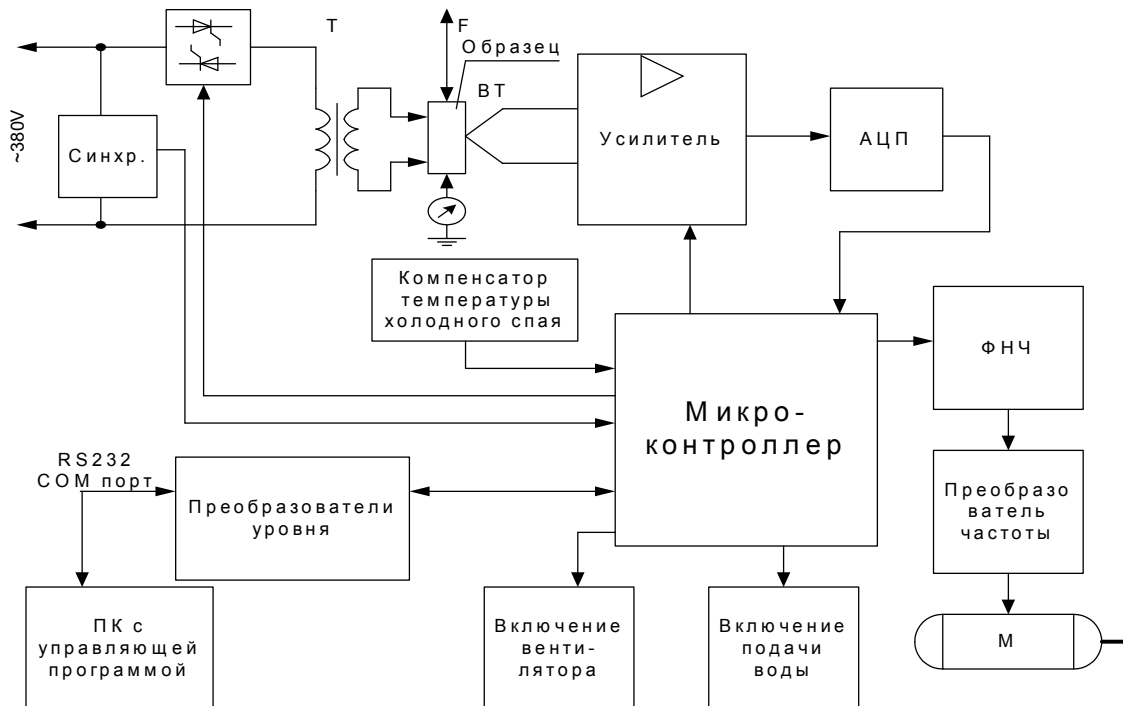 T
F
Образец
ВТ
~380V
Синхр.
Усилитель
АЦП
Компенсатор
температуры
холодного спая
ФНЧ
Микро-
контроллер
RS232
COM порт
Преобразователи
уровня
Преобразо
ватель
частоты
ПК с
управляющей
программой
Включение
венти-
лятора
Включение
подачи
воды
М